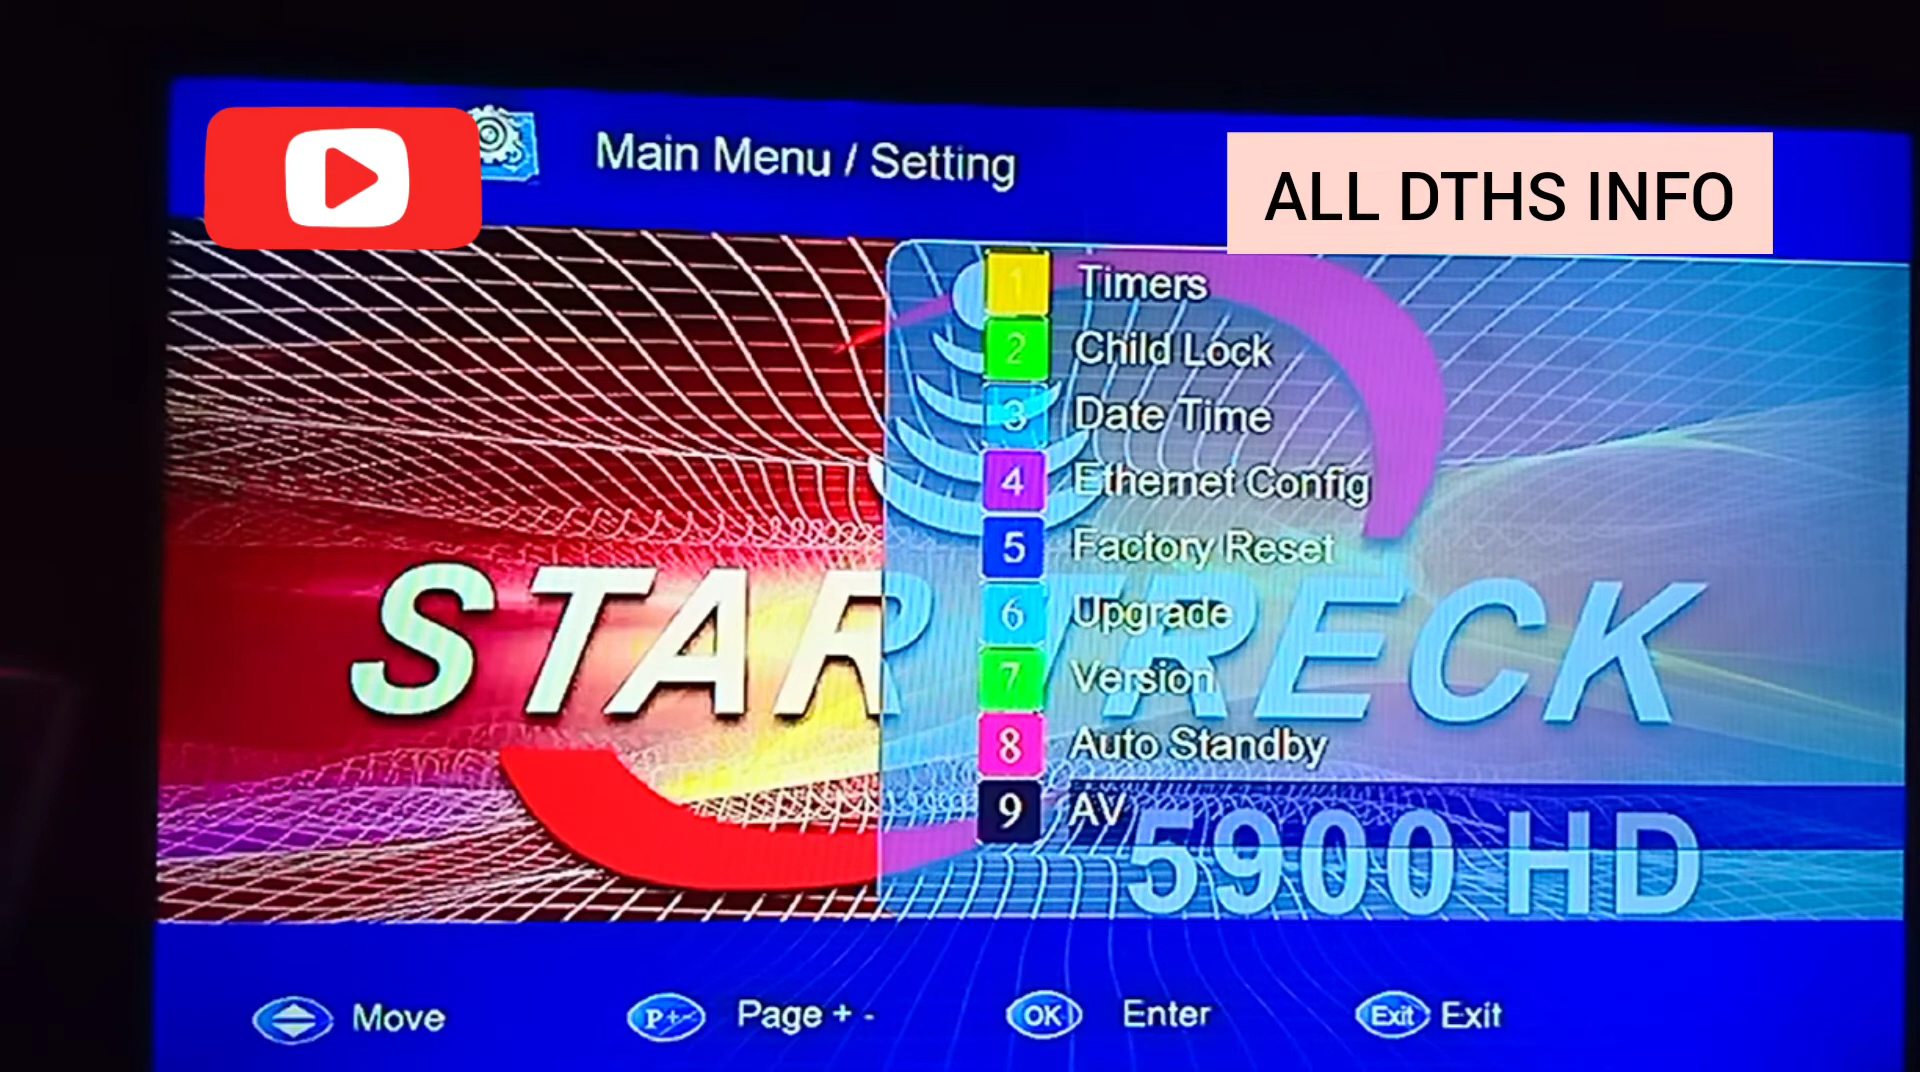 Main Menu / Setting
ALL DTHS INFO
1 Timers
2 Child Lock
3 Date Time
4 Ethernet Config
5 Factory Reset
6 Upgrade
7 Version
8 Auto Standby
9 AV
STAR TRECK
5900 HD
Move
P+- Page + -
OK Enter
Exit Exit